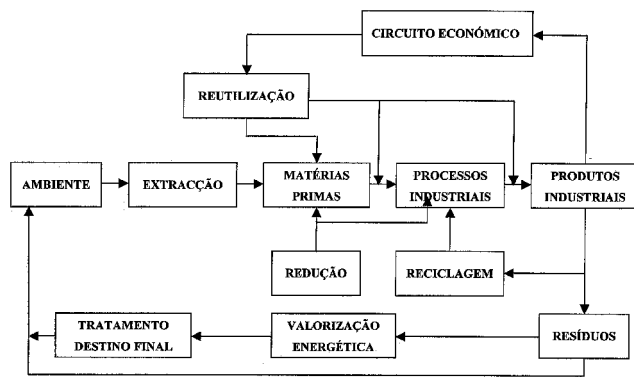 CIRCUITO ECONÓMICO
REUTILIZAÇÃO
AMBIENTE
EXTRACÇÃO
MATÉRIAS
PRIMAS
PROCESSOS
INDUSTRIAIS
PRODUTOS
INDUSTRIAIS
REDUÇÃO
RECICLAGEM
TRATAMENTO
DESTINO FINAL
VALORIZAÇÃO
ENERGÉTICA
RESÍDUOS